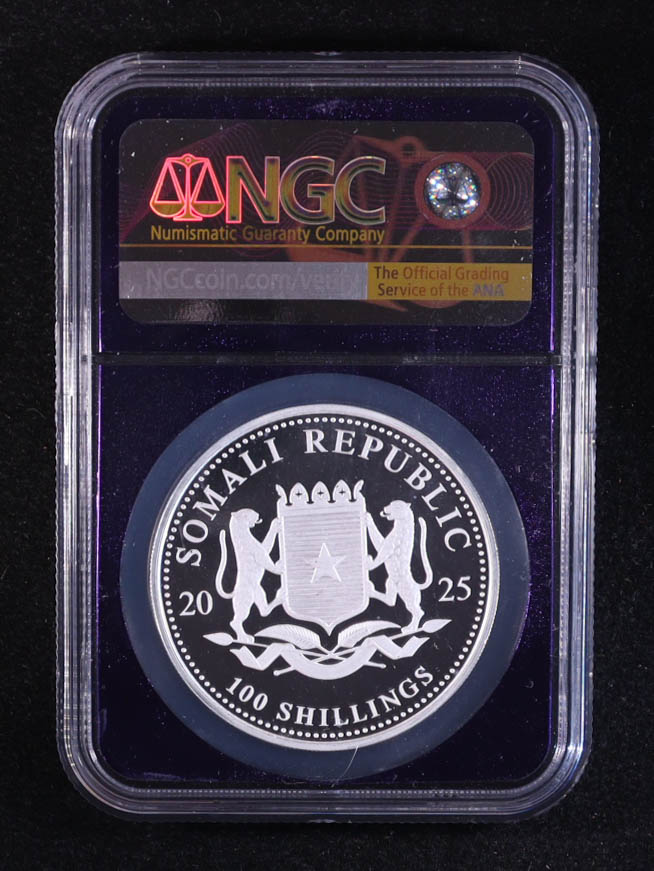 NGC
Numismatic Guaranty Company
NGCcoin.com/verify
The Official Grading
Service of the ANA
SOMALI REPUBLIC
20 25
100 SHILLINGS